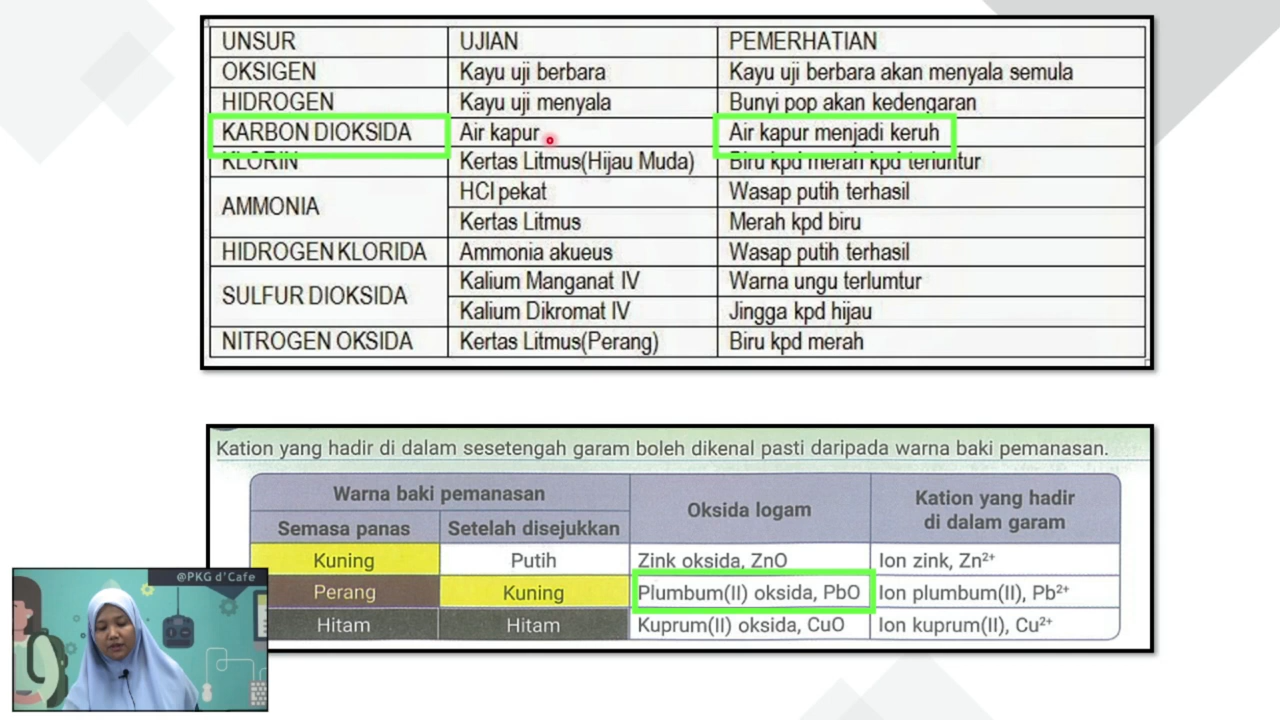 UNSUR UJIAN PEMERHATIAN
OKSIGEN Kayu uji berbara Kayu uji berbara akan menyala semula
HIDROGEN Kayu uji menyala Bunyi pop akan kedengaran
KARBON DIOKSIDA Air kapur Air kapur menjadi keruh
KLORIN Kertas Litmus(Hijau Muda) Biru kpd merah kpd terluntur
AMMONIA HCl pekat Wasap putih terhasil
Kertas Litmus Merah kpd biru
HIDROGEN KLORIDA Ammonia akueus Wasap putih terhasil
SULFUR DIOKSIDA Kalium Manganat IV Warna ungu terlumtur
Kalium Dikromat IV Jingga kpd hijau
NITROGEN OKSIDA Kertas Litmus(Perang) Biru kpd merah
Kation yang hadir di dalam sesetengah garam boleh dikenal pasti daripada warna baki pemanasan.
Warna baki pemanasan Oksida logam Kation yang hadir
di dalam garam
Semasa panas Setelah disejukkan
Kuning Putih Zink oksida, ZnO Ion zink, Zn²⁺
Perang Kuning Plumbum(II) oksida, PbO Ion plumbum(II), Pb²⁺
Hitam Hitam Kuprum(II) oksida, CuO Ion kuprum(II), Cu²⁺
@PKG d'Cafe